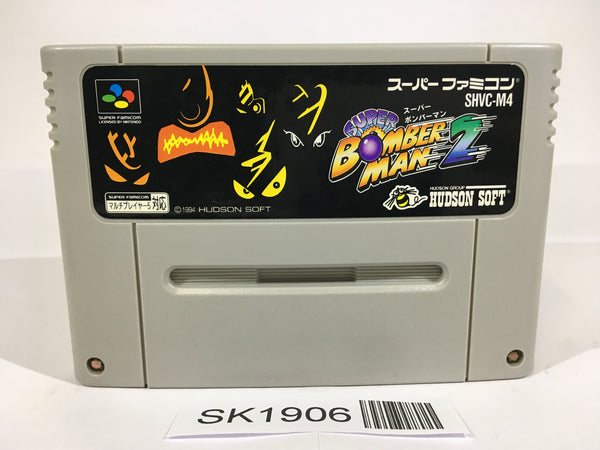 SUPER FAMICOM
LICENSED BY NINTENDO
スーパーファミコン®
SHVC-M4
スーパー
ボンバーマン
SUPER
BOMBER
MAN 2
HUDSON GROUP
HUDSON SOFT®
SUPER FAMICOM
マルチプレイヤー5 対応
©1994 HUDSON SOFT
SK1906